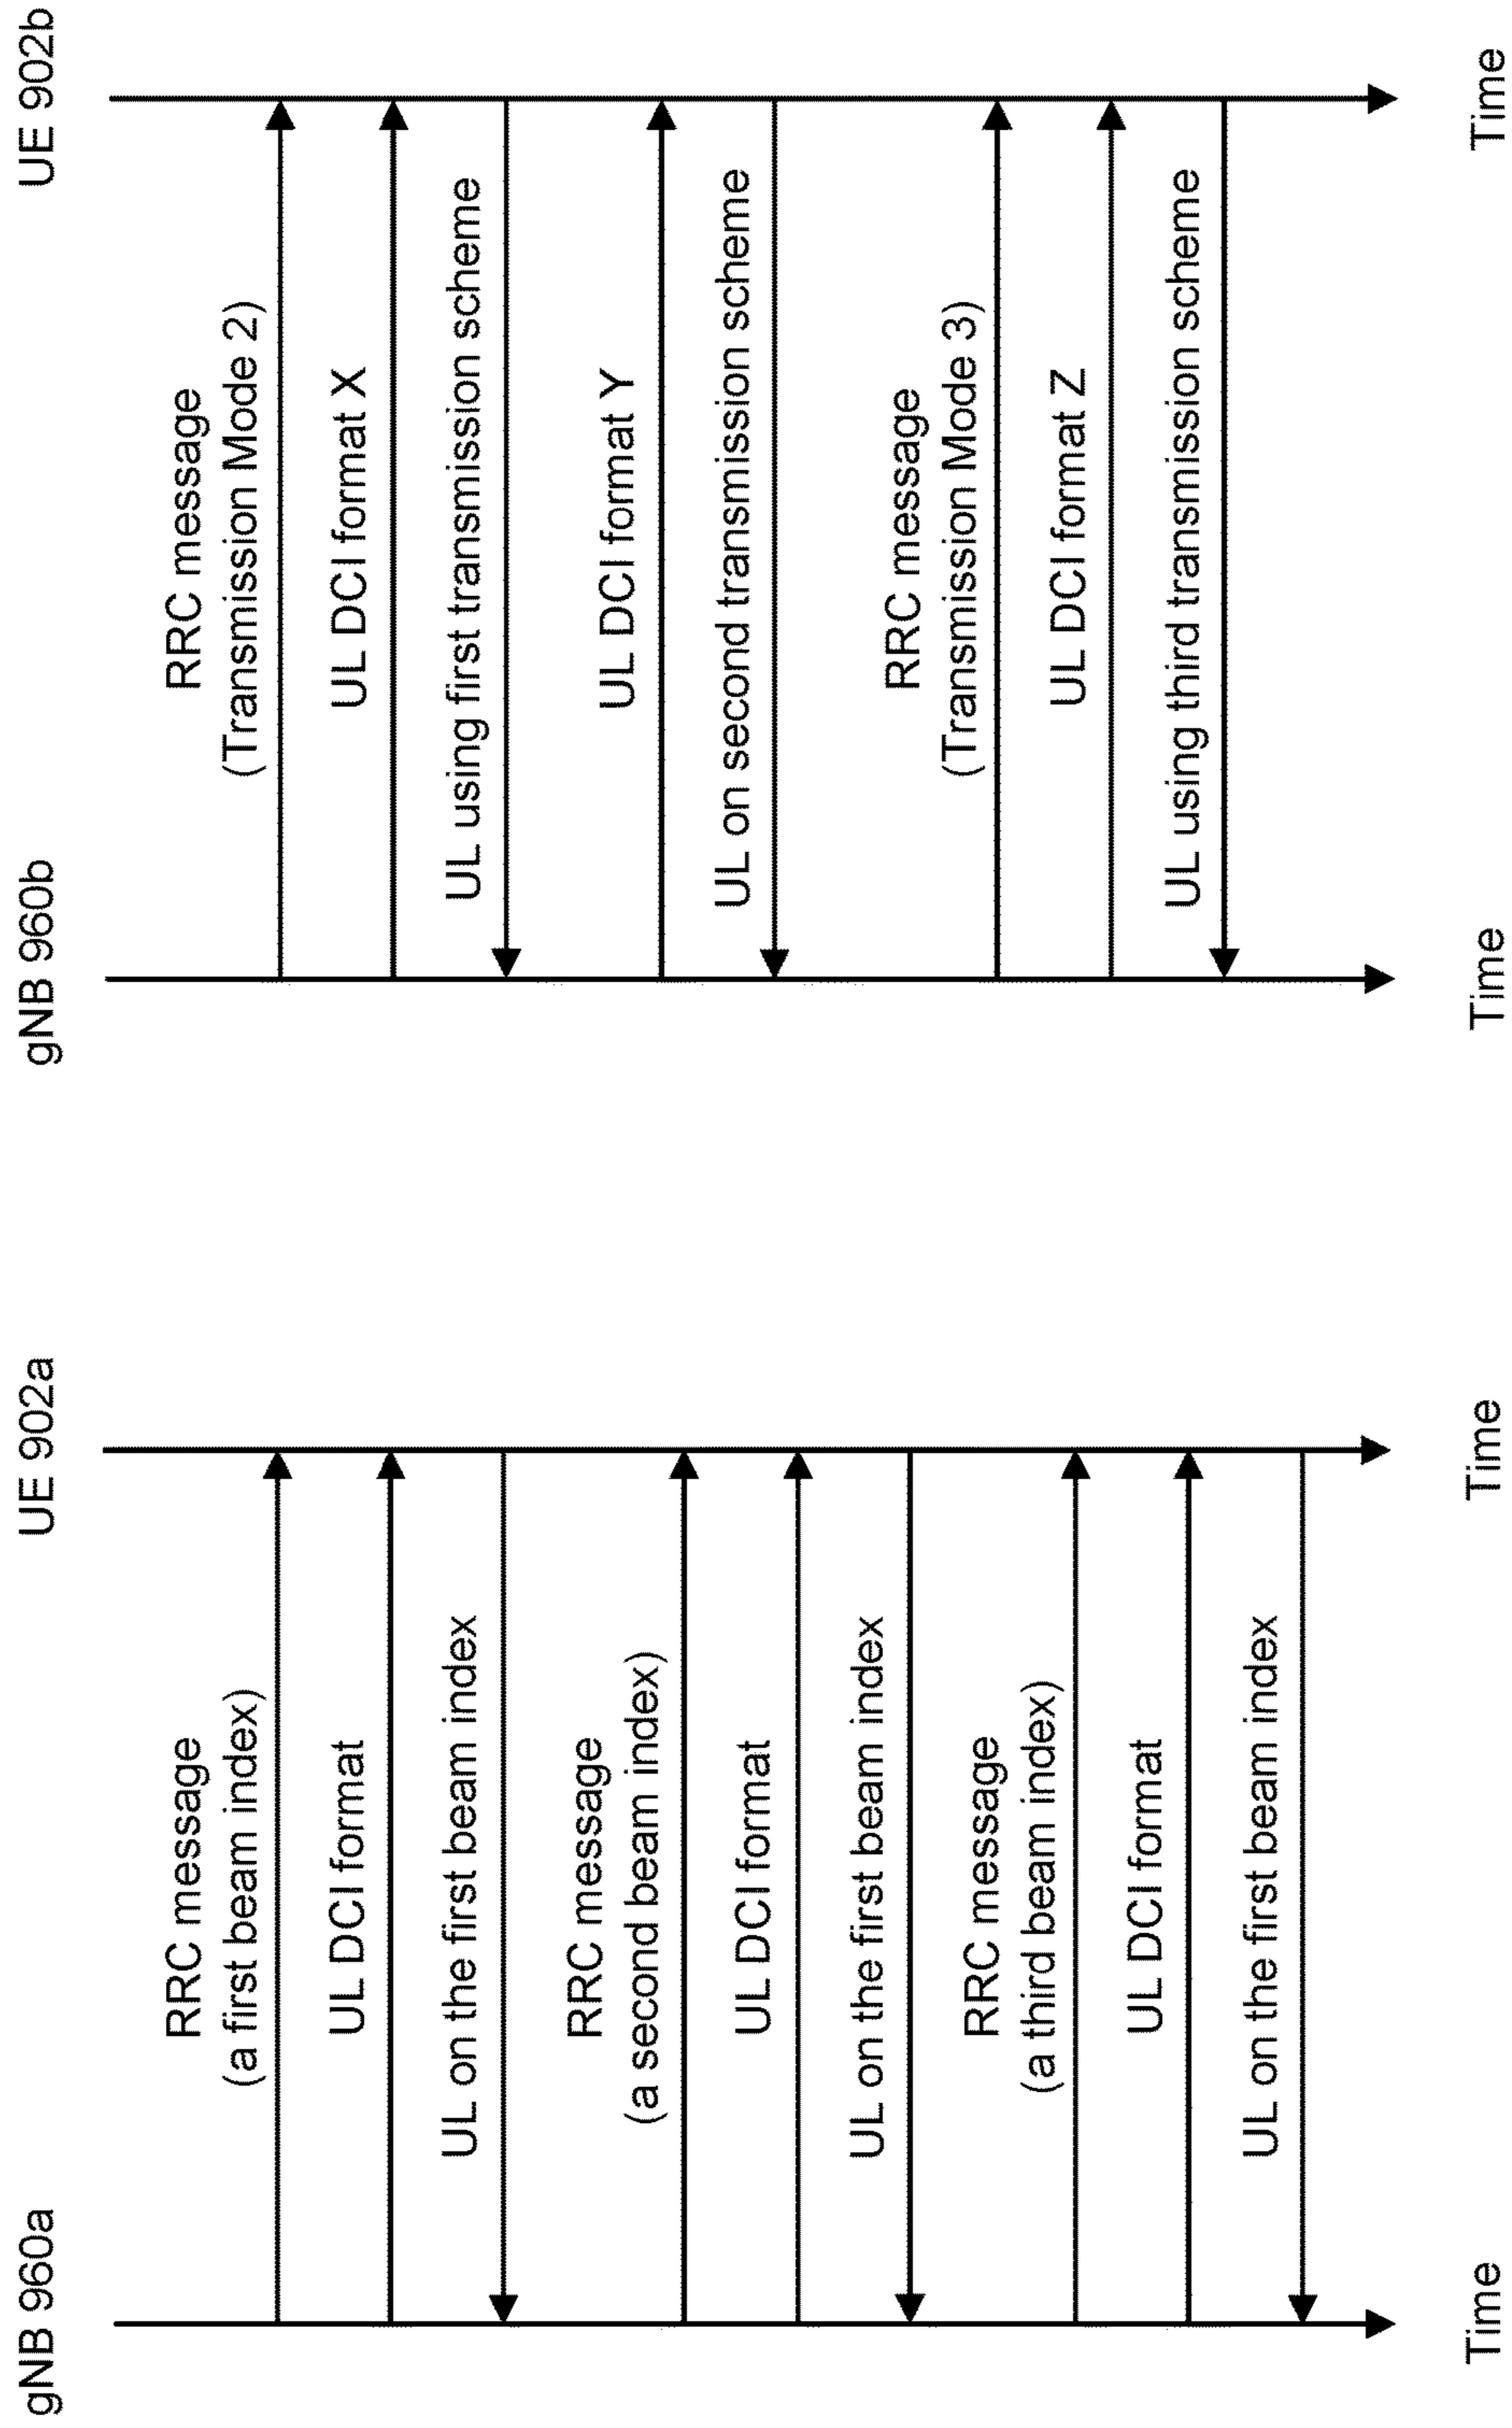 gNB 960a
UE 902a
RRC message
(a first beam index)
UL DCI format
UL on the first beam index
RRC message
(a second beam index)
UL DCI format
UL on the first beam index
RRC message
(a third beam index)
UL DCI format
UL on the first beam index
Time
Time
gNB 960b
UE 902b
RRC message
(Transmission Mode 2)
UL DCI format X
UL using first transmission scheme
UL DCI format Y
UL on second transmission scheme
RRC message
(Transmission Mode 3)
UL DCI format Z
UL using third transmission scheme
Time
Time